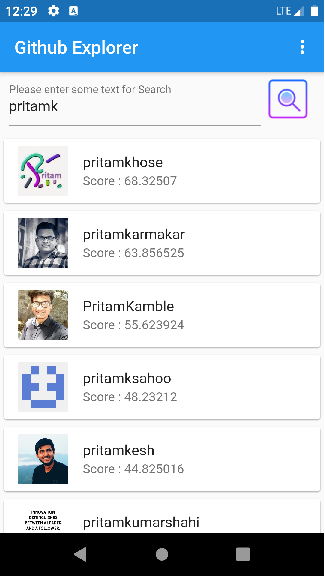 12:29 A LTE
Github Explorer
Please enter some text for Search
pritamk
ritam
pritamkhose
Score : 68.32507
pritamkarmakar
Score : 63.856525
PritamKamble
Score : 55.623924
pritamksahoo
Score : 48.23212
pritamkesh
Score : 44.825016
pritamkumarshahi